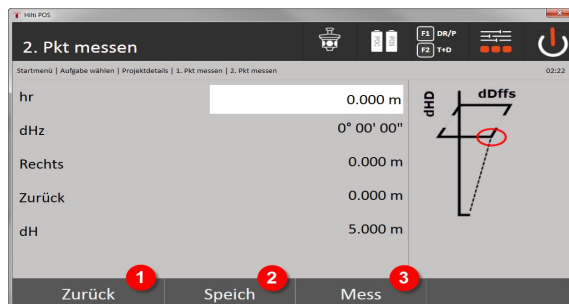 Hilti POS
2. Pkt messen
POC
POS
F1 DR/P
F2 T+D
Startmenü | Aufgabe wählen | Projektdetails | 1. Pkt messen | 2. Pkt messen
02:22
hr 0.000 m
dHz 0° 00' 00"
Rechts 0.000 m
Zurück 0.000 m
dH 5.000 m
dHD
dDffs
1
2
3
Zurück
Speich
Mess